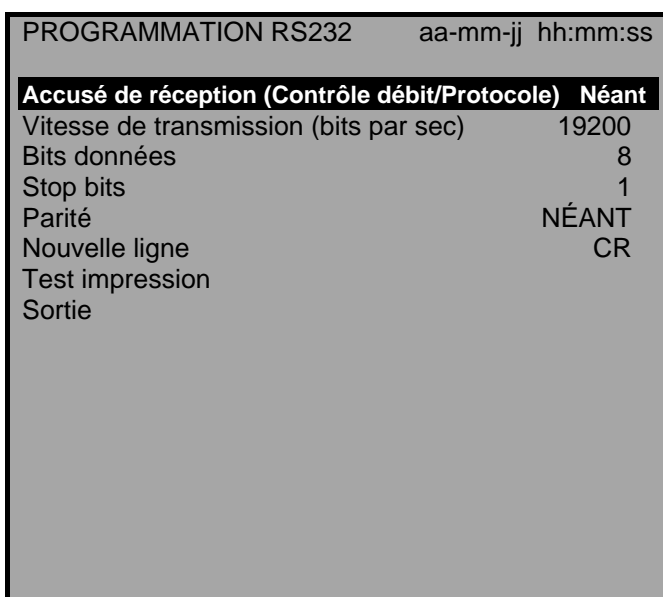 PROGRAMMATION RS232 aa-mm-jj hh:mm:ss
Accusé de réception (Contrôle débit/Protocole) Néant
Vitesse de transmission (bits par sec) 19200
Bits données 8
Stop bits 1
Parité NÉANT
Nouvelle ligne CR
Test impression
Sortie